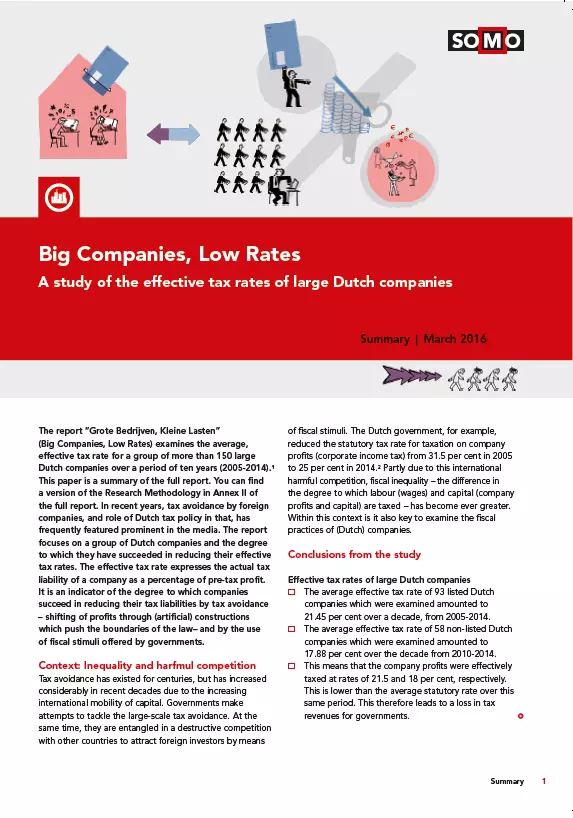 SOMO
Big Companies, Low Rates
A study of the effective tax rates of large Dutch companies
Summary | March 2016
The report “Grote Bedrijven, Kleine Lasten”
(Big Companies, Low Rates) examines the average,
effective tax rate for a group of more than 150 large
Dutch companies over a period of ten years (2005-2014).¹
This paper is a summary of the full report. You can find
a version of the Research Methodology in Annex II of
the full report. In recent years, tax avoidance by foreign
companies, and role of Dutch tax policy in that, has
frequently featured prominent in the media. The report
focuses on a group of Dutch companies and the degree
to which they have succeeded in reducing their effective
tax rates. The effective tax rate expresses the actual tax
liability of a company as a percentage of pre-tax profit.
It is an indicator of the degree to which companies
succeed in reducing their tax liabilities by tax avoidance
– shifting of profits through (artificial) constructions
which push the boundaries of the law– and by the use
of fiscal stimuli offered by governments.
Context: Inequality and harfmul competition
Tax avoidance has existed for centuries, but has increased
considerably in recent decades due to the increasing
international mobility of capital. Governments make
attempts to tackle the large-scale tax avoidance. At the
same time, they are entangled in a destructive competition
with other countries to attract foreign investors by means
of fiscal stimuli. The Dutch government, for example,
reduced the statutory tax rate for taxation on company
profits (corporate income tax) from 31.5 per cent in 2005
to 25 per cent in 2014.² Partly due to this international
harmful competition, fiscal inequality – the difference in
the degree to which labour (wages) and capital (company
profits and capital) are taxed – has become ever greater.
Within this context is it also key to examine the fiscal
practices of (Dutch) companies.
Conclusions from the study
Effective tax rates of large Dutch companies
The average effective tax rate of 93 listed Dutch
companies which were examined amounted to
21.45 per cent over a decade, from 2005-2014.
The average effective tax rate of 58 non-listed Dutch
companies which were examined amounted to
17.88 per cent over the decade from 2010-2014.
This means that the company profits were effectively
taxed at rates of 21.5 and 18 per cent, respectively.
This is lower than the average statutory rate over this
same period. This therefore leads to a loss in tax
revenues for governments.
Summary 1